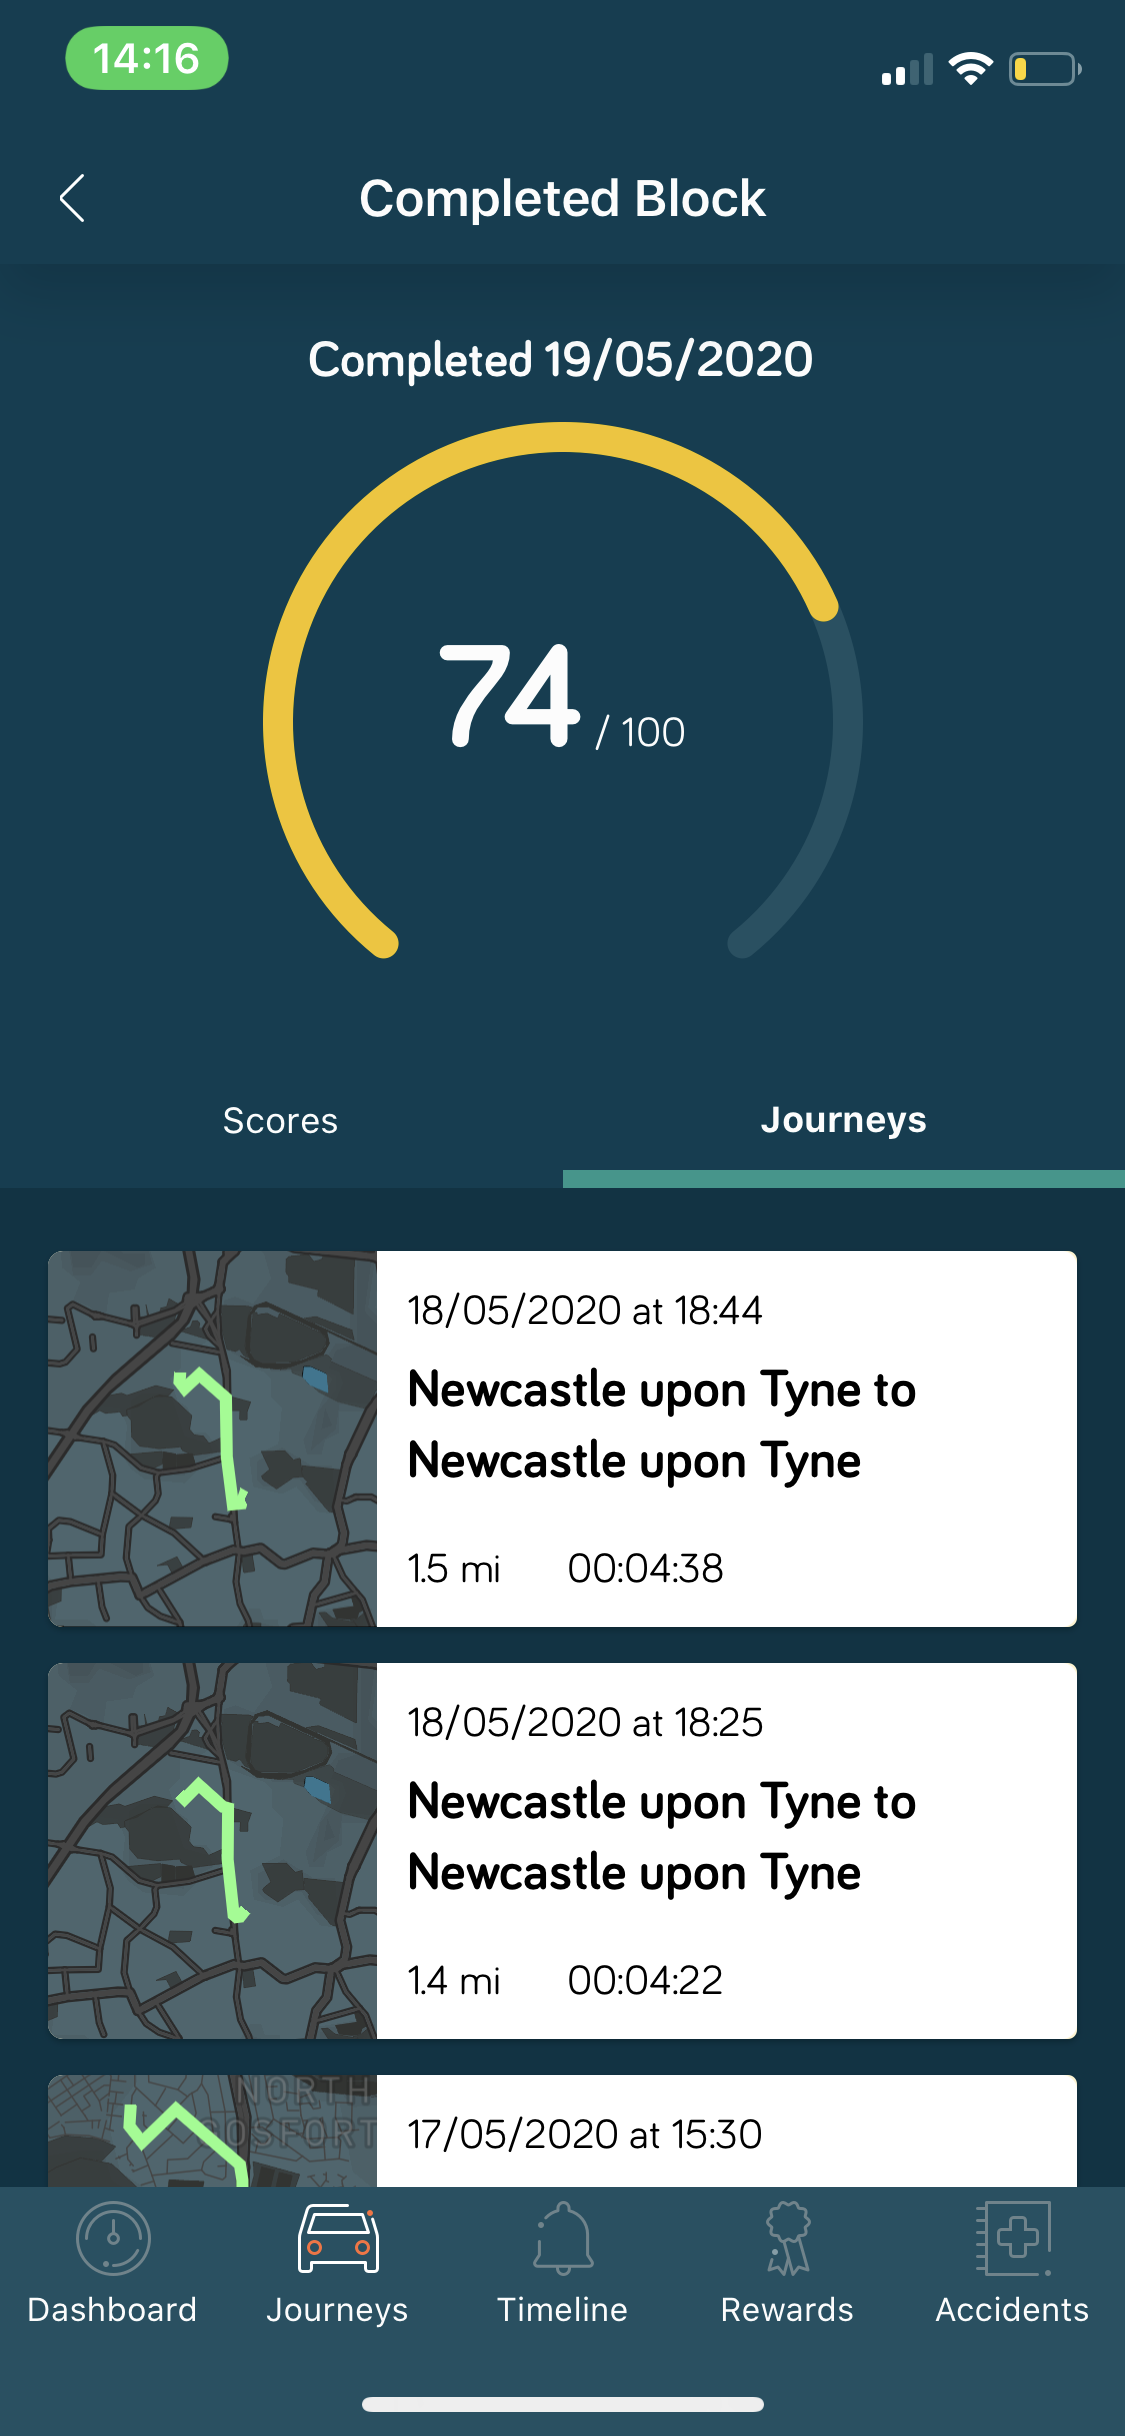 14:16
Completed Block
Completed 19/05/2020
74 / 100
Scores
Journeys
18/05/2020 at 18:44
Newcastle upon Tyne to
Newcastle upon Tyne
1.5 mi 00:04:38
18/05/2020 at 18:25
Newcastle upon Tyne to
Newcastle upon Tyne
1.4 mi 00:04:22
NORTH
GOSFORT
17/05/2020 at 15:30
Dashboard
Journeys
Timeline
Rewards
Accidents